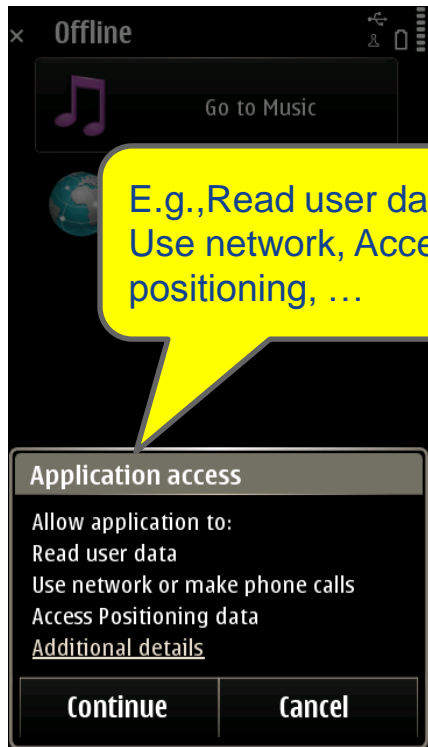 × Offline
Go to Music
E.g.,Read user da
Use network, Acce
positioning, …
Application access
Allow application to:
Read user data
Use network or make phone calls
Access Positioning data
Additional details
Continue Cancel